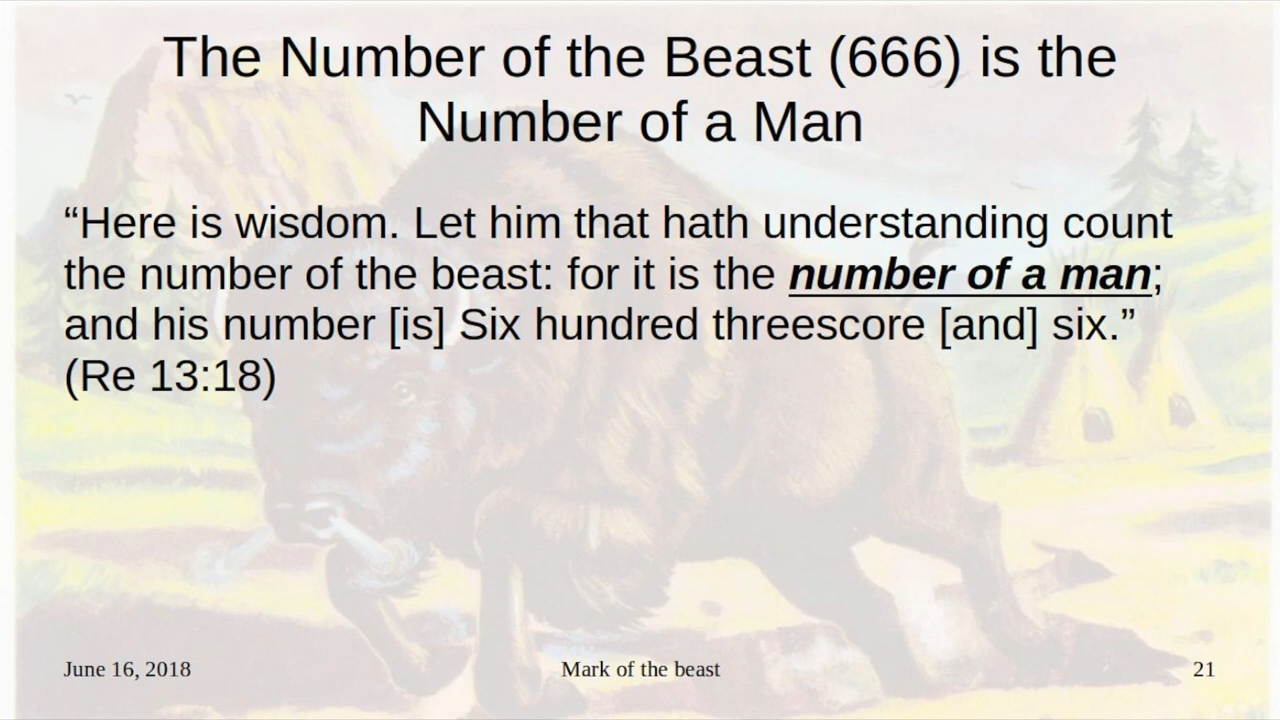 The Number of the Beast (666) is the
Number of a Man
“Here is wisdom. Let him that hath understanding count
the number of the beast: for it is the number of a man;
and his number [is] Six hundred threescore [and] six.”
(Re 13:18)
June 16, 2018 Mark of the beast 21